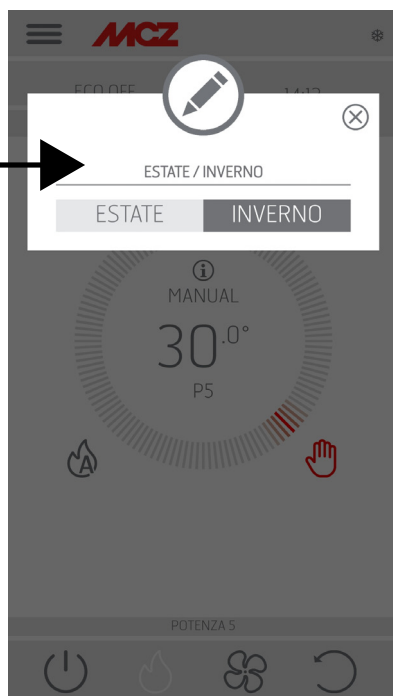 MCZ
ECO OFF 14:12
ESTATE / INVERNO
ESTATE INVERNO
MANUAL
30.0°
P5
A
POTENZA 5